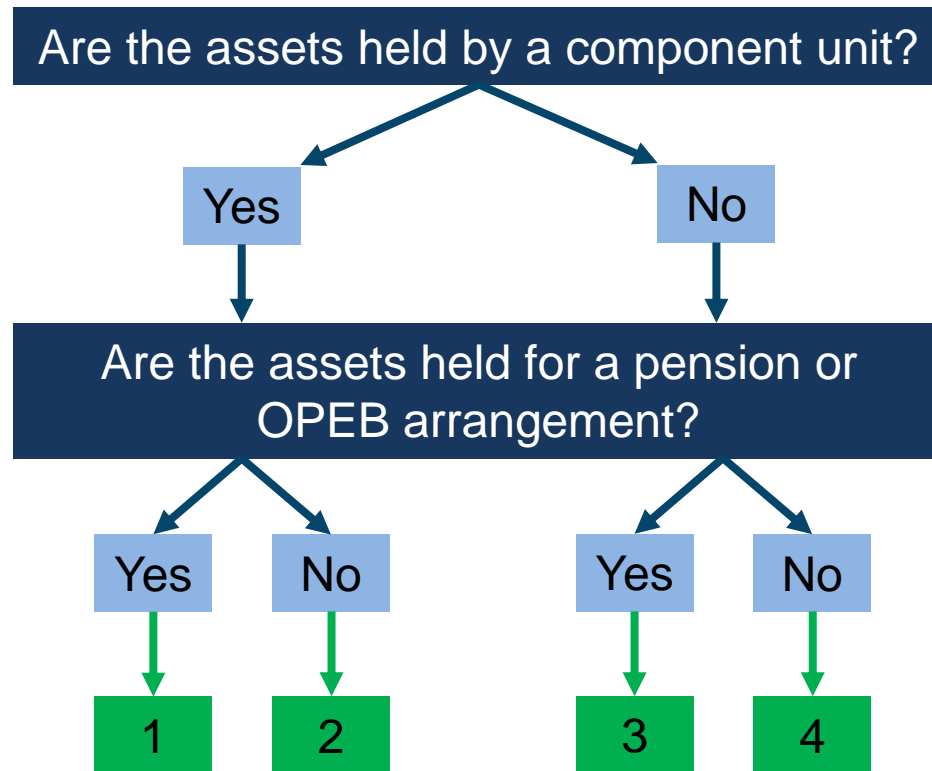 Are the assets held by a component unit?
Yes
No
Are the assets held for a pension or
OPEB arrangement?
Yes
No
Yes
No
1
2
3
4